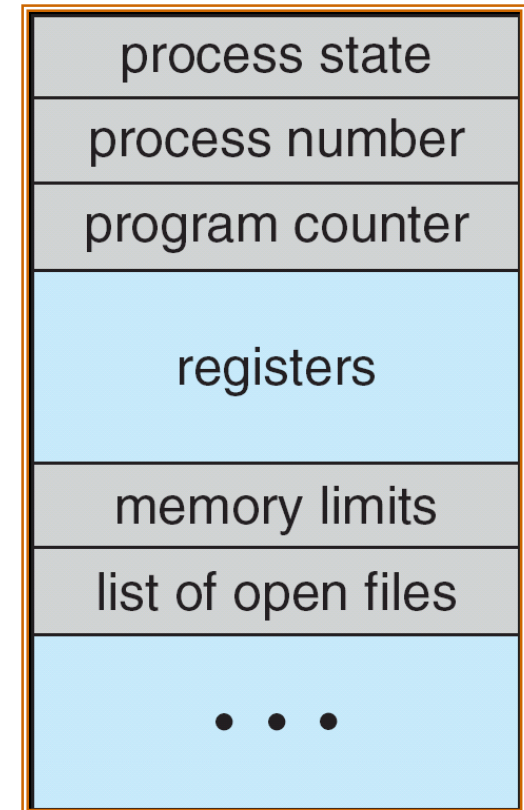 process state
process number
program counter
registers
memory limits
list of open files
• • •